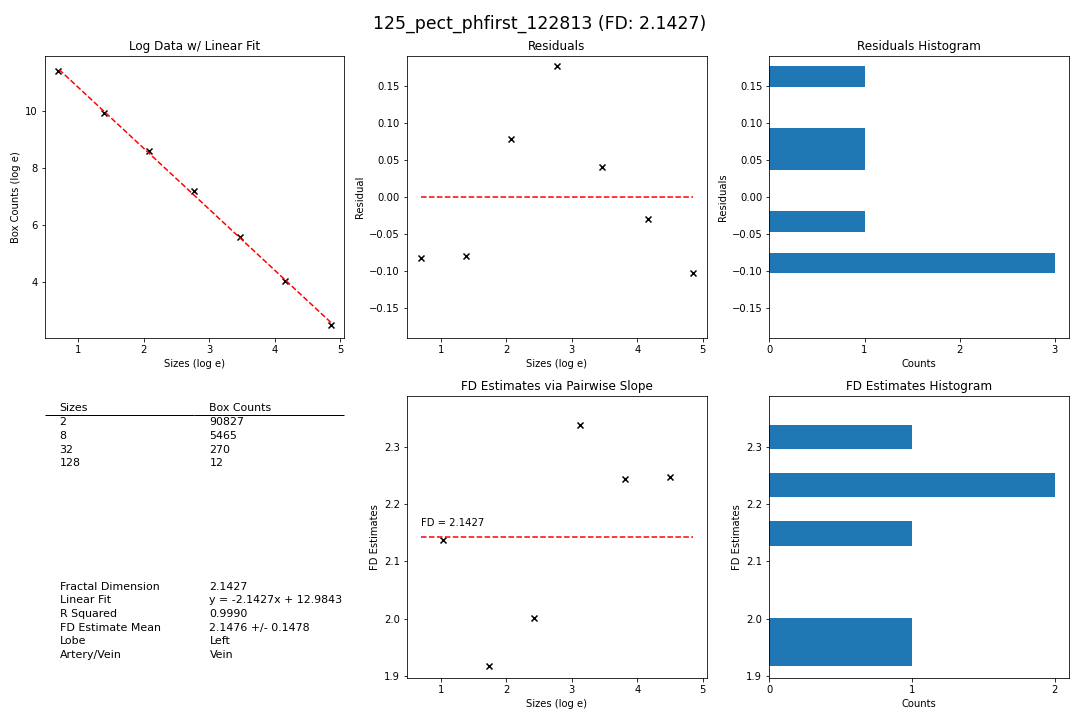 125_pect_phfirst_122813 (FD: 2.1427)
Log Data w/ Linear Fit
Box Counts (log e)
10
8
6
4
1 2 3 4 5
Sizes (log e)
Residuals
Residual
0.15
0.10
0.05
0.00
−0.05
−0.10
−0.15
1 2 3 4 5
Sizes (log e)
Residuals Histogram
Residuals
0.15
0.10
0.05
0.00
−0.05
−0.10
−0.15
0 1 2 3
Counts
Sizes Box Counts
2 90827
8 5465
32 270
128 12
Fractal Dimension 2.1427
Linear Fit y = -2.1427x + 12.9843
R Squared 0.9990
FD Estimate Mean 2.1476 +/- 0.1478
Lobe Left
Artery/Vein Vein
FD Estimates via Pairwise Slope
FD Estimates
2.3
2.2
2.1
2.0
1.9
FD = 2.1427
1 2 3 4 5
Sizes (log e)
FD Estimates Histogram
FD Estimates
2.3
2.2
2.1
2.0
1.9
0 1 2
Counts